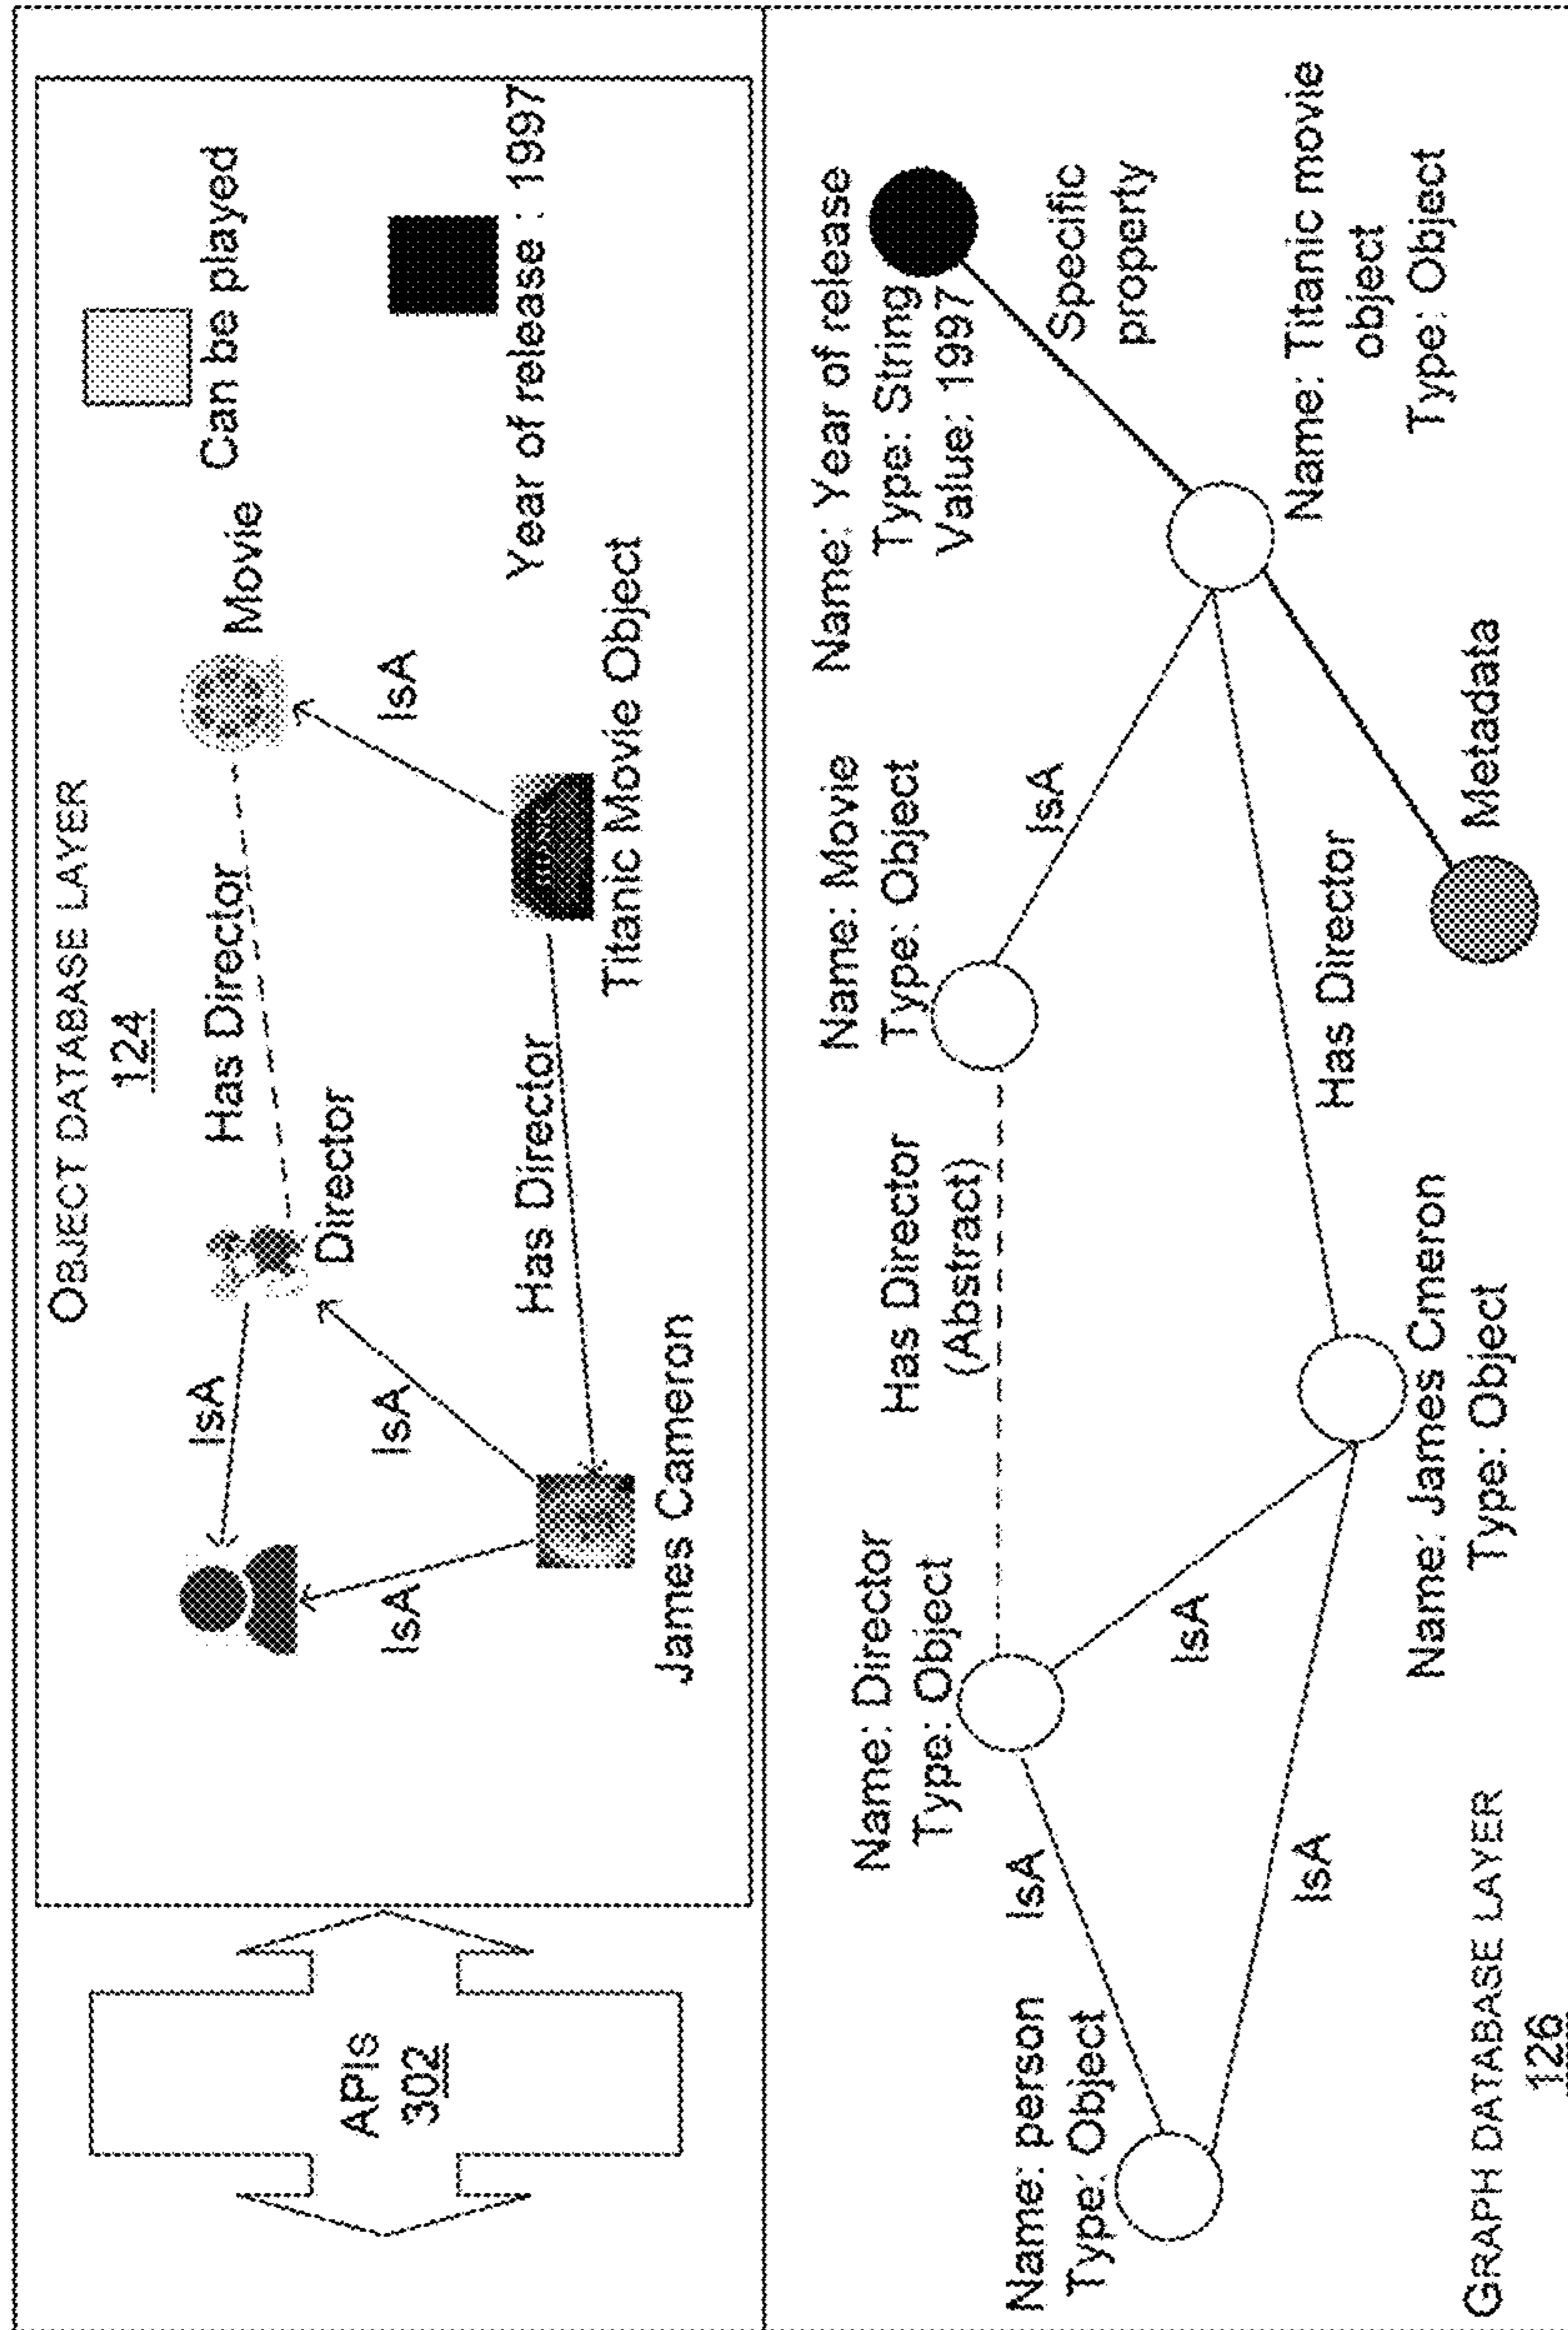 OBJECT DATABASE LAYER
124
APIs
302
IsA
Has Director
Movie
Can be played
Director
IsA
IsA
IsA
Has Director
Year of release : 1997
James Cameron
Titanic Movie Object
Name: person
Type: Object
Name: Director
Type: Object
Has Director
(Abstract)
Name: Movie
Type: Object
Name: Year of release
Type: String
Value: 1997
IsA
IsA
IsA
IsA
Specific
property
Has Director
Name: Titanic movie
object
Type: Object
Name: James Cmeron
Type: Object
Metadata
GRAPH DATABASE LAYER
126